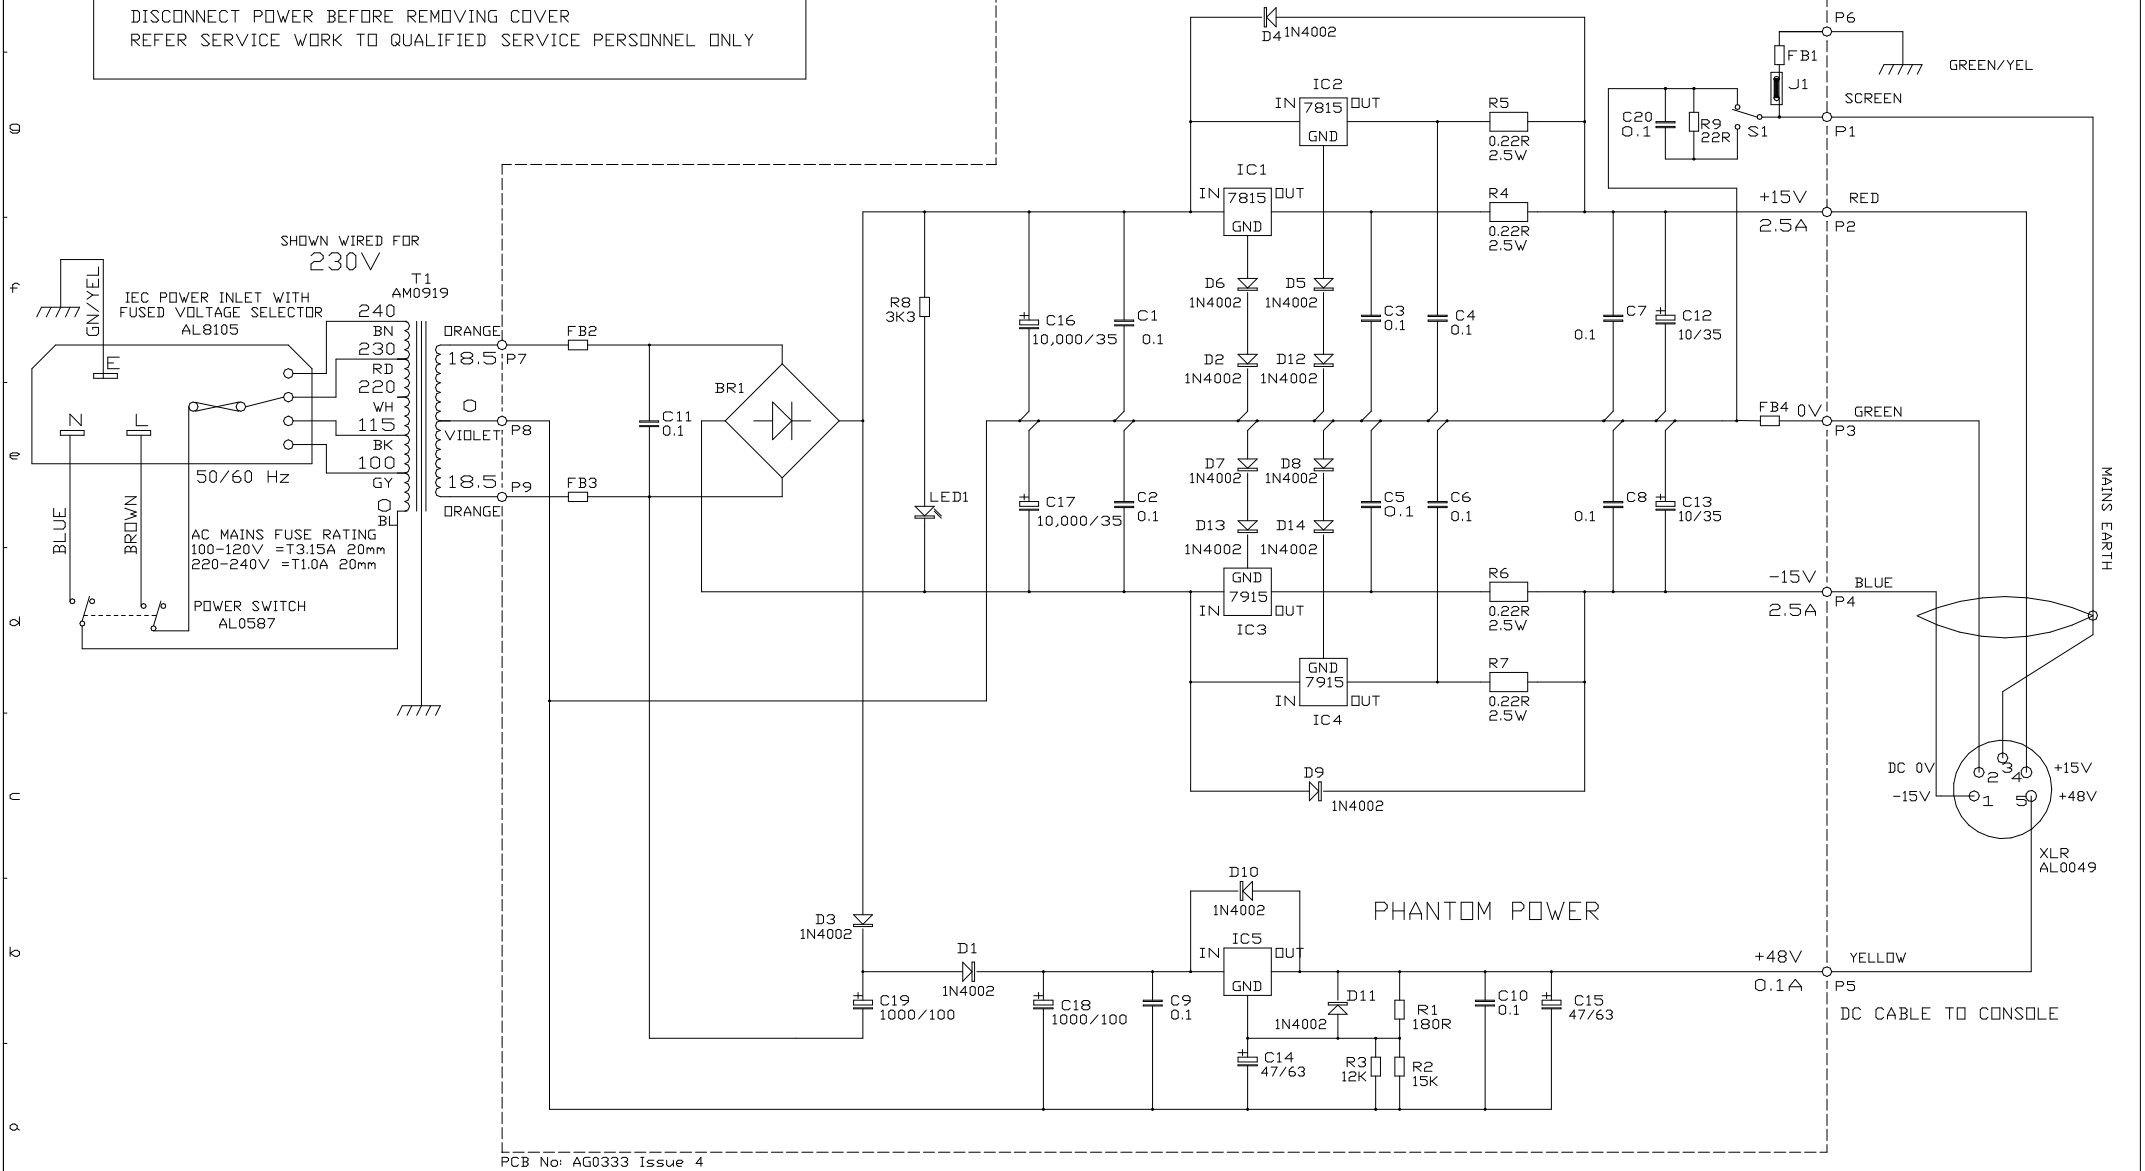 DISCONNECT POWER BEFORE REMOVING COVER
REFER SERVICE WORK TO QUALIFIED SERVICE PERSONNEL ONLY
g
f
e
d
c
b
a
SHOWN WIRED FOR
230V
T1
AM0919
IEC POWER INLET WITH
FUSED VOLTAGE SELECTOR
AL8105
GN/YEL
E
N
L
50/60 Hz
240
BN
230
RD
220
WH
115
BK
100
GY
0
BL
BLUE
BROWN
AC MAINS FUSE RATING
100-120V =T3.15A 20mm
220-240V =T1.0A 20mm
POWER SWITCH
AL0587
ORANGE
18.5
P7
0
VIOLET
P8
18.5
P9
ORANGE
FB2
FB3
C11
0.1
BR1
R8
3K3
LED1
C16
10,000/35
C1
0.1
C17
10,000/35
C2
0.1
D4
1N4002
IC2
IN
7815
OUT
GND
IC1
IN
7815
OUT
GND
D6
1N4002
D5
1N4002
D2
1N4002
D12
1N4002
D7
1N4002
D8
1N4002
D13
1N4002
D14
1N4002
GND
7915
IN
OUT
IC3
GND
7915
IN
OUT
IC4
D9
1N4002
C3
0.1
C4
0.1
C5
0.1
C6
0.1
R5
0.22R
2.5W
R4
0.22R
2.5W
R6
0.22R
2.5W
R7
0.22R
2.5W
C7
0.1
C12
10/35
C8
0.1
C13
10/35
C20
0.1
R9
22R
S1
P6
FB1
J1
GREEN/YEL
SCREEN
P1
+15V
2.5A
RED
P2
FB4
0V
GREEN
P3
-15V
2.5A
BLUE
P4
MAINS EARTH
DC 0V
-15V
1
2
3
4
5
+15V
+48V
XLR
AL0049
D3
1N4002
D1
1N4002
C19
1000/100
C18
1000/100
C9
0.1
D10
1N4002
IC5
IN
OUT
GND
PHANTOM POWER
D11
1N4002
R1
180R
C10
0.1
C15
47/63
C14
47/63
R3
12K
R2
15K
+48V
0.1A
YELLOW
P5
DC CABLE TO CONSOLE
PCB No: AG0333 Issue 4